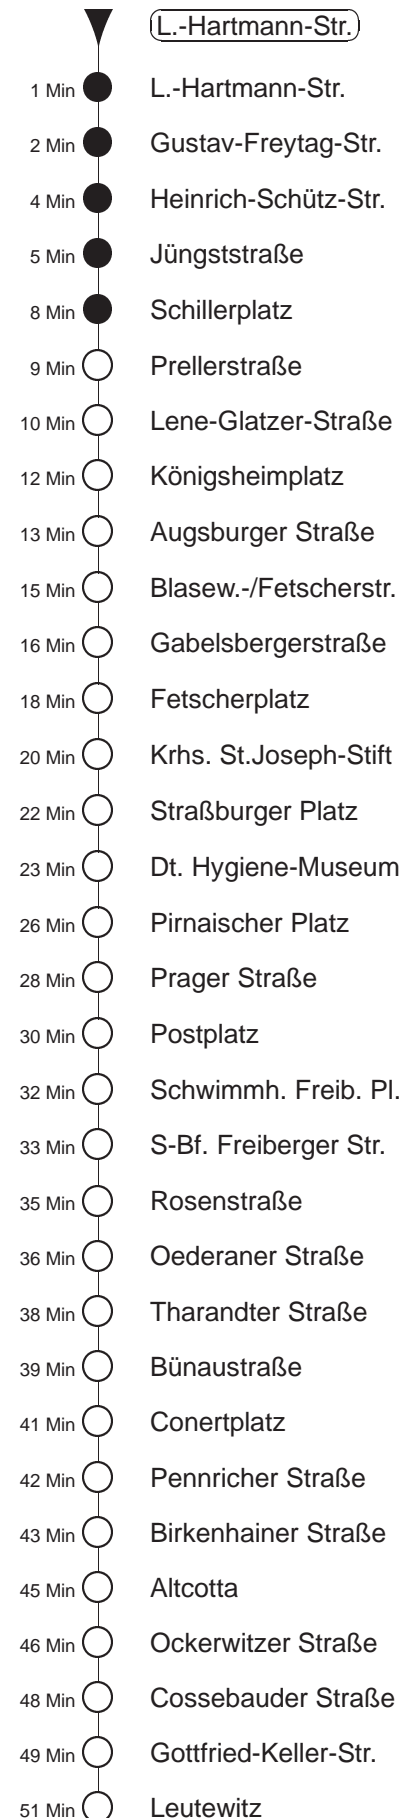 L.-Hartmann-Str.
1 Min L.-Hartmann-Str.
2 Min Gustav-Freytag-Str.
4 Min Heinrich-Schütz-Str.
5 Min Jüngststraße
8 Min Schillerplatz
9 Min Prellerstraße
10 Min Lene-Glatzer-Straße
12 Min Königsheimplatz
13 Min Augsburger Straße
15 Min Blasew.-/Fetscherstr.
16 Min Gabelsbergerstraße
18 Min Fetscherplatz
20 Min Krhs. St.Joseph-Stift
22 Min Straßburger Platz
23 Min Dt. Hygiene-Museum
26 Min Pirnaischer Platz
28 Min Prager Straße
30 Min Postplatz
32 Min Schwimmh. Freib. Pl.
33 Min S-Bf. Freiberger Str.
35 Min Rosenstraße
36 Min Oederaner Straße
38 Min Tharandter Straße
39 Min Bünaustraße
41 Min Conertplatz
42 Min Pennricher Straße
43 Min Birkenhainer Straße
45 Min Altcotta
46 Min Ockerwitzer Straße
48 Min Cossebauder Straße
49 Min Gottfried-Keller-Str.
51 Min Leutewitz